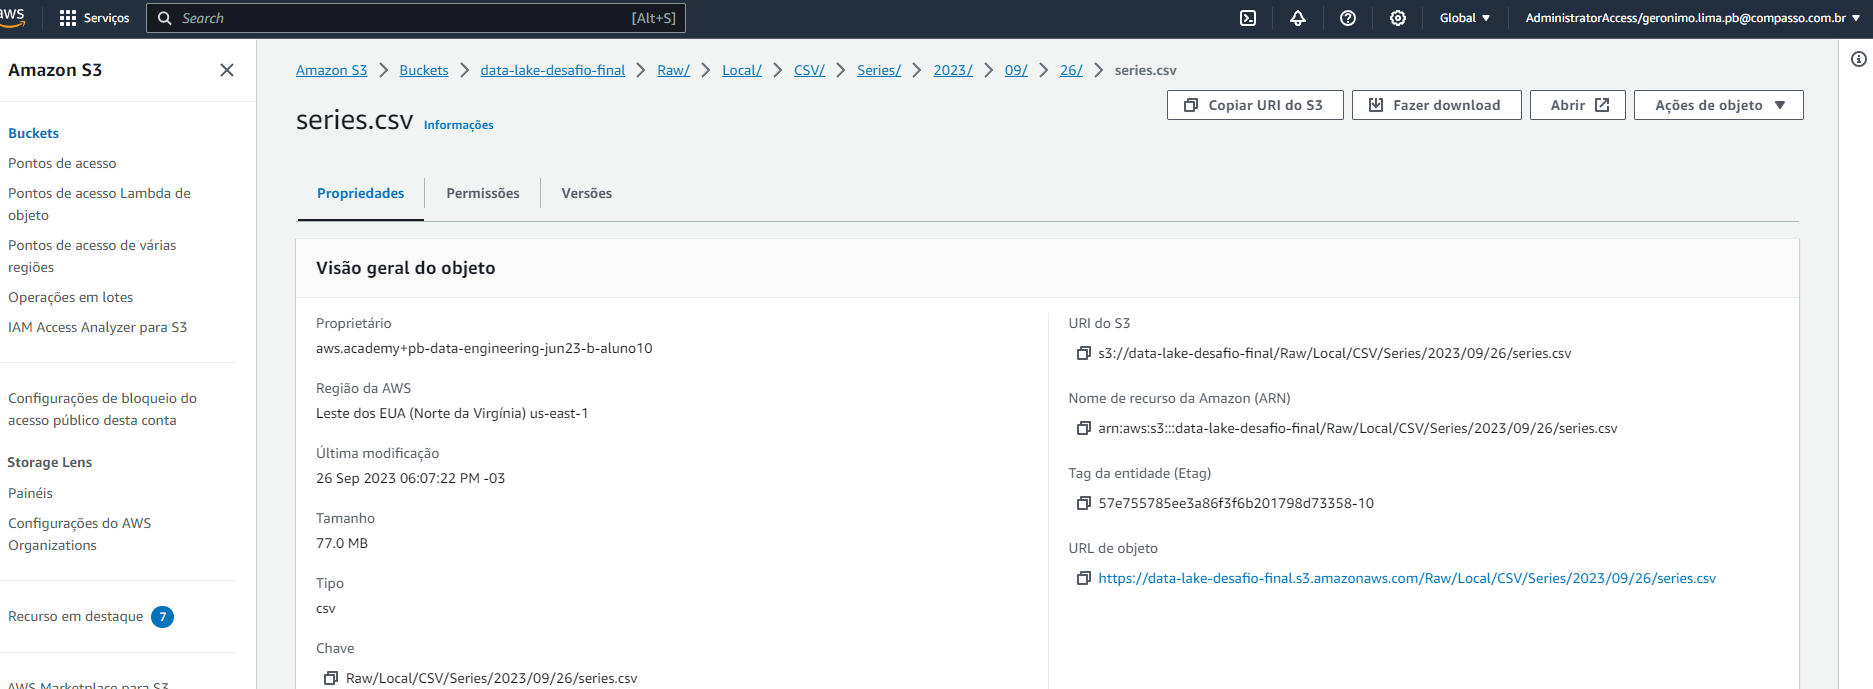 aws
Serviços
Search
[Alt+S]
Global
AdministratorAccess/geronimo.lima.pb@compasso.com.br
Amazon S3
Buckets
Pontos de acesso
Pontos de acesso Lambda de
objeto
Pontos de acesso de várias
regiões
Operações em lotes
IAM Access Analyzer para S3
Configurações de bloqueio do
acesso público desta conta
Storage Lens
Painéis
Configurações do AWS
Organizations
Recurso em destaque 7
AWS Marketplace para S3
Amazon S3 Buckets data-lake-desafio-final Raw/ Local/ CSV/ Series/ 2023/ 09/ 26/ series.csv
series.csv Informações
Copiar URI do S3
Fazer download
Abrir
Ações de objeto
Propriedades
Permissões
Versões
Visão geral do objeto
Proprietário
aws.academy+pb-data-engineering-jun23-b-aluno10
Região da AWS
Leste dos EUA (Norte da Virgínia) us-east-1
Última modificação
26 Sep 2023 06:07:22 PM -03
Tamanho
77.0 MB
Tipo
csv
Chave
Raw/Local/CSV/Series/2023/09/26/series.csv
URI do S3
s3://data-lake-desafio-final/Raw/Local/CSV/Series/2023/09/26/series.csv
Nome de recurso da Amazon (ARN)
arn:aws:s3:::data-lake-desafio-final/Raw/Local/CSV/Series/2023/09/26/series.csv
Tag da entidade (Etag)
57e755785ee3a86f3f6b201798d73358-10
URL de objeto
https://data-lake-desafio-final.s3.amazonaws.com/Raw/Local/CSV/Series/2023/09/26/series.csv